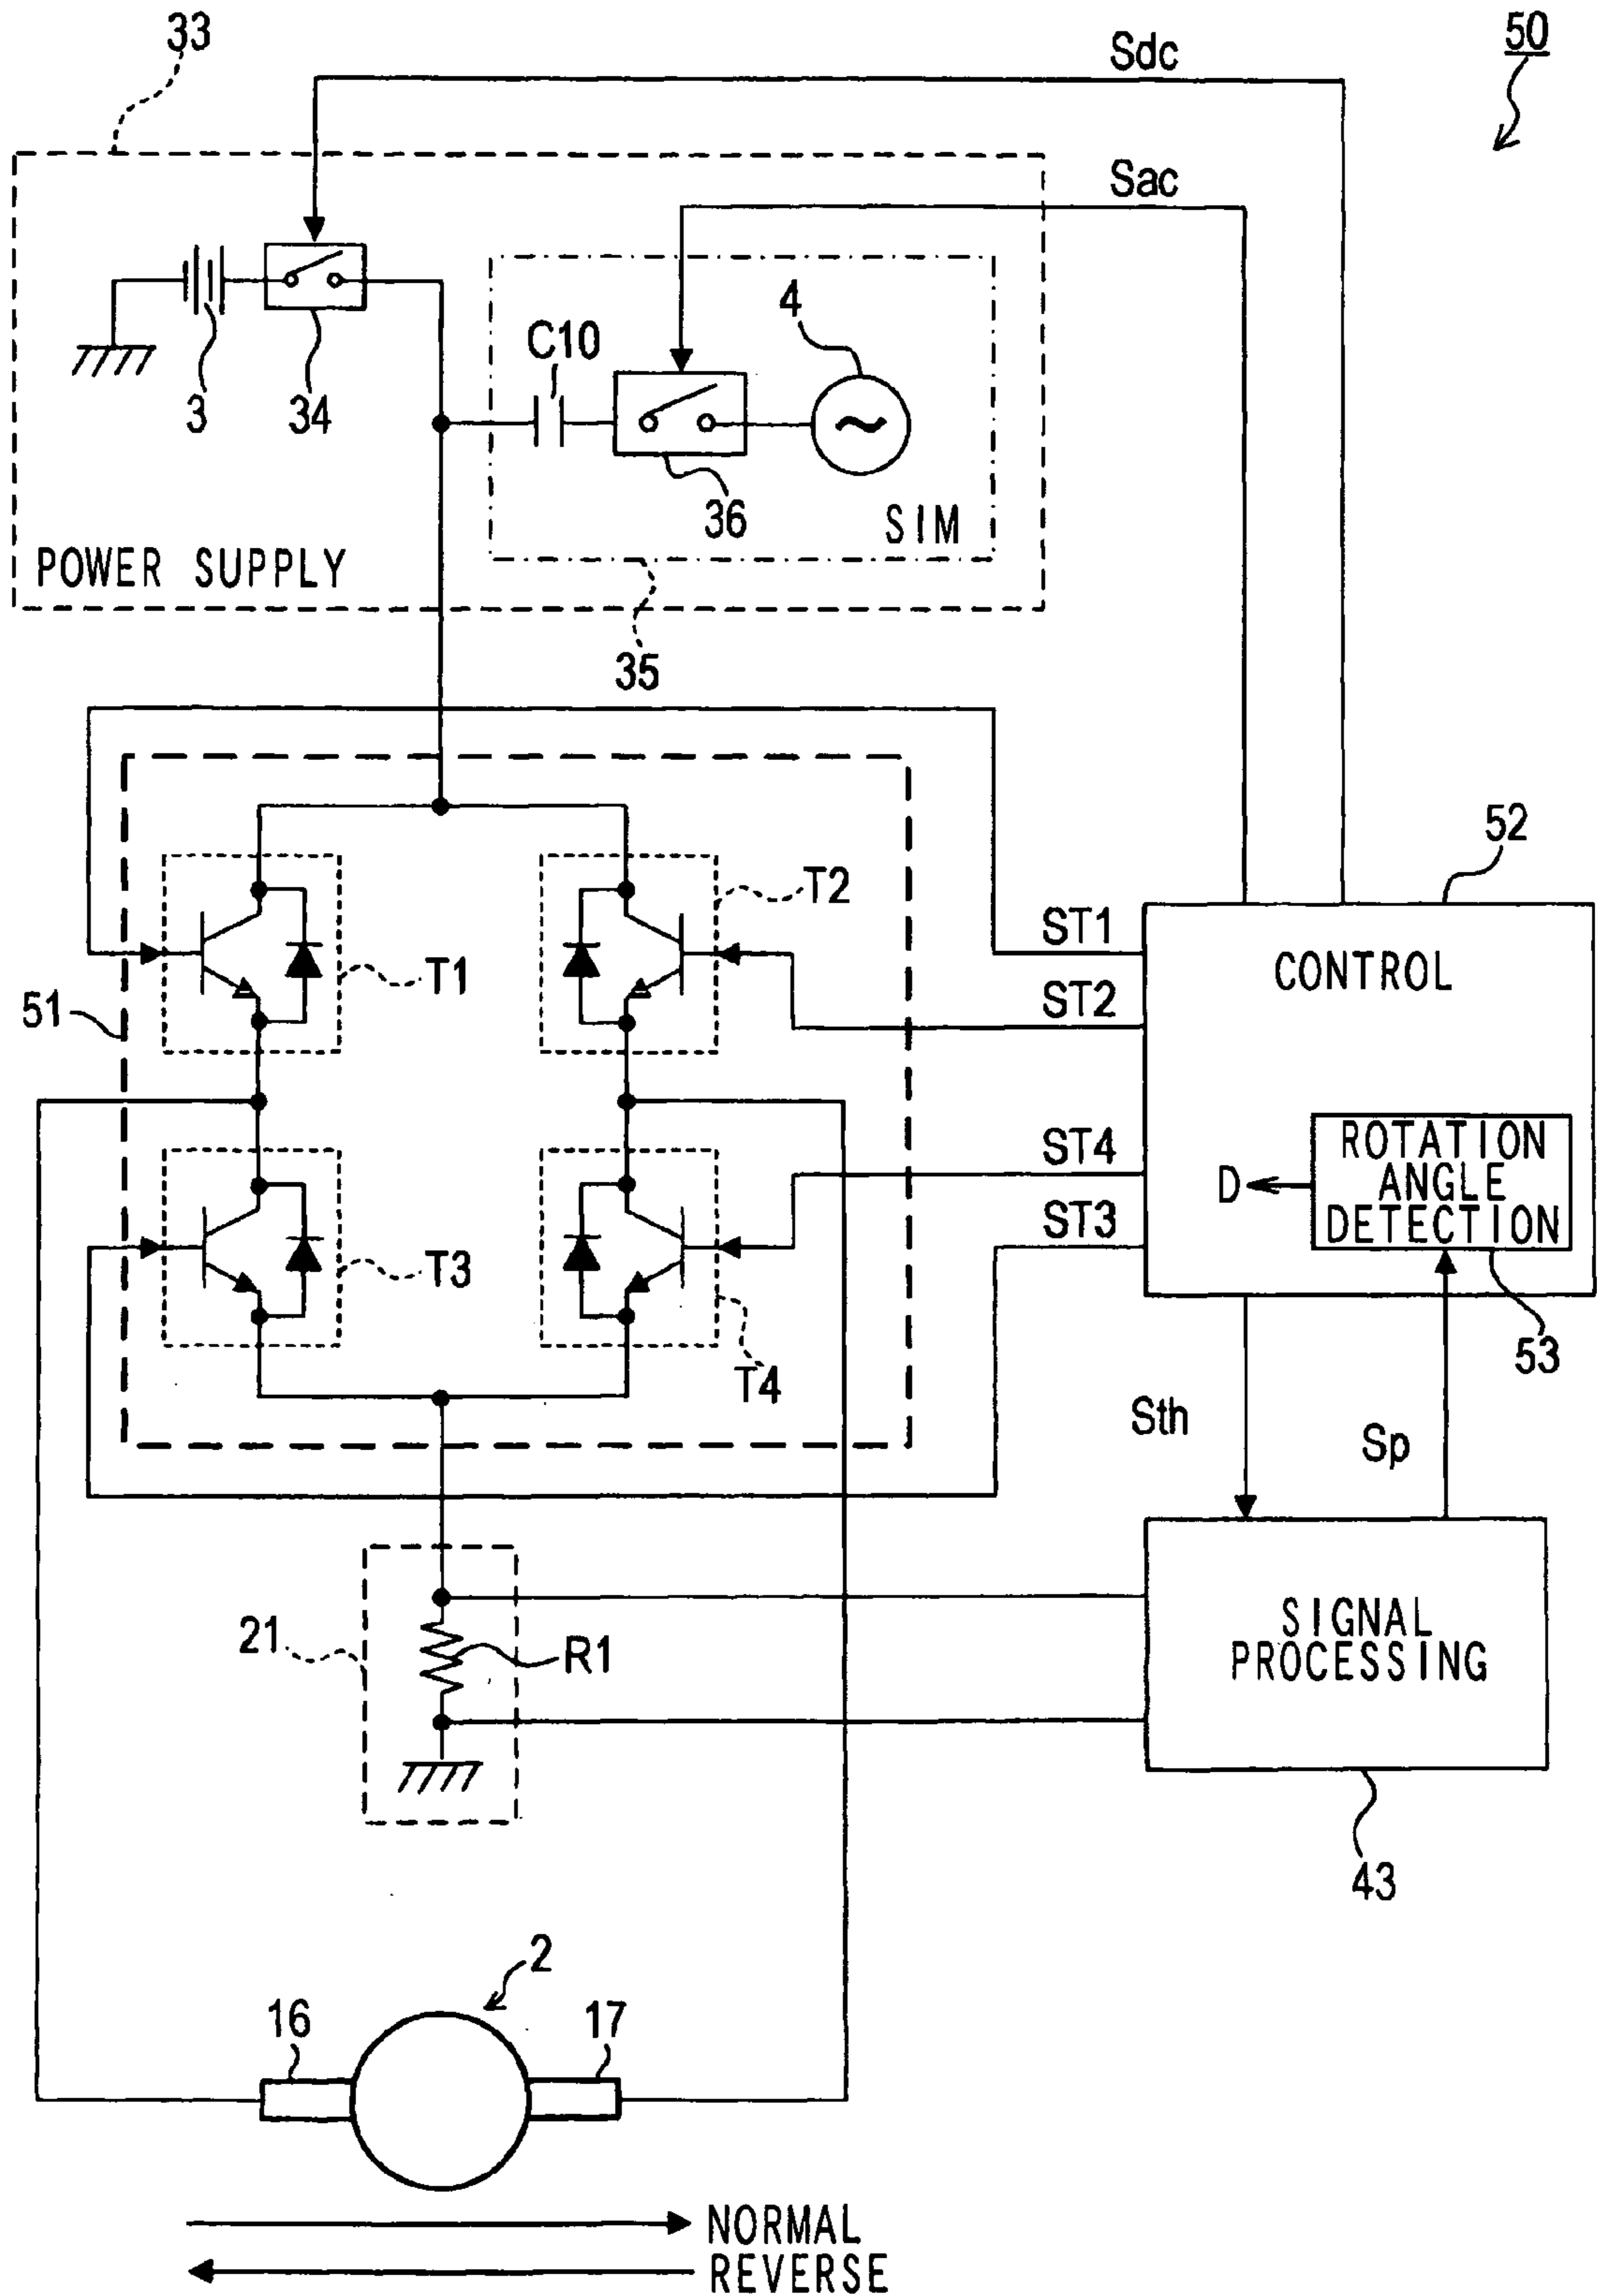 33
Sdc
50
Sac
4
C10
3
34
36
SIM
POWER SUPPLY
35
52
T2
ST1
T1
CONTROL
51
ST2
ST4
ROTATION
ANGLE
DETECTION
D
ST3
T3
53
T4
Sth
Sp
21
R1
SIGNAL
PROCESSING
43
2
16
17
NORMAL
REVERSE